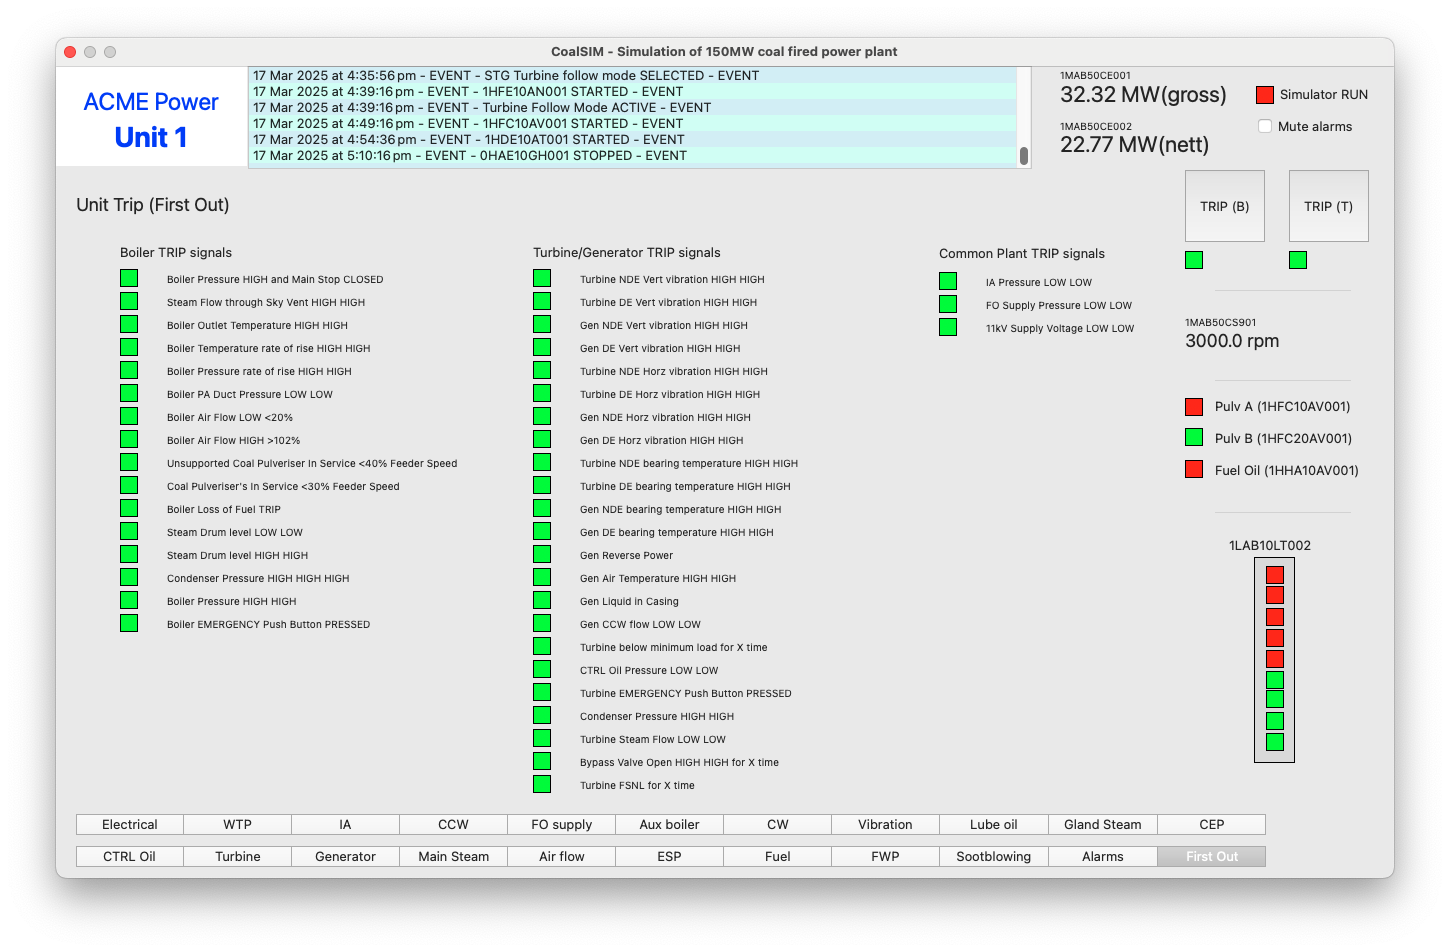 CoalSIM - Simulation of 150MW coal fired power plant
ACME Power
Unit 1
17 Mar 2025 at 4:35:56 pm - EVENT - STG Turbine follow mode SELECTED - EVENT
17 Mar 2025 at 4:39:16 pm - EVENT - 1HFE10AN001 STARTED - EVENT
17 Mar 2025 at 4:39:16 pm - EVENT - Turbine Follow Mode ACTIVE - EVENT
17 Mar 2025 at 4:49:16 pm - EVENT - 1HFC10AV001 STARTED - EVENT
17 Mar 2025 at 4:54:36 pm - EVENT - 1HDE10AT001 STARTED - EVENT
17 Mar 2025 at 5:10:16 pm - EVENT - 0HAE10GH001 STOPPED - EVENT
1MAB50CE001
32.32 MW(gross)
1MAB50CE002
22.77 MW(nett)
Simulator RUN
Mute alarms
Unit Trip (First Out)
TRIP (B)
TRIP (T)
Boiler TRIP signals
Boiler Pressure HIGH and Main Stop CLOSED
Steam Flow through Sky Vent HIGH HIGH
Boiler Outlet Temperature HIGH HIGH
Boiler Temperature rate of rise HIGH HIGH
Boiler Pressure rate of rise HIGH HIGH
Boiler PA Duct Pressure LOW LOW
Boiler Air Flow LOW <20%
Boiler Air Flow HIGH >102%
Unsupported Coal Pulveriser In Service <40% Feeder Speed
Coal Pulveriser's In Service <30% Feeder Speed
Boiler Loss of Fuel TRIP
Steam Drum level LOW LOW
Steam Drum level HIGH HIGH
Condenser Pressure HIGH HIGH HIGH
Boiler Pressure HIGH HIGH
Boiler EMERGENCY Push Button PRESSED
Turbine/Generator TRIP signals
Turbine NDE Vert vibration HIGH HIGH
Turbine DE Vert vibration HIGH HIGH
Gen NDE Vert vibration HIGH HIGH
Gen DE Vert vibration HIGH HIGH
Turbine NDE Horz vibration HIGH HIGH
Turbine DE Horz vibration HIGH HIGH
Gen NDE Horz vibration HIGH HIGH
Gen DE Horz vibration HIGH HIGH
Turbine NDE bearing temperature HIGH HIGH
Turbine DE bearing temperature HIGH HIGH
Gen NDE bearing temperature HIGH HIGH
Gen DE bearing temperature HIGH HIGH
Gen Reverse Power
Gen Air Temperature HIGH HIGH
Gen Liquid in Casing
Gen CCW flow LOW LOW
Turbine below minimum load for X time
CTRL Oil Pressure LOW LOW
Turbine EMERGENCY Push Button PRESSED
Condenser Pressure HIGH HIGH
Turbine Steam Flow LOW LOW
Bypass Valve Open HIGH HIGH for X time
Turbine FSNL for X time
Common Plant TRIP signals
IA Pressure LOW LOW
FO Supply Pressure LOW LOW
11kV Supply Voltage LOW LOW
1MAB50CS901
3000.0 rpm
Pulv A (1HFC10AV001)
Pulv B (1HFC20AV001)
Fuel Oil (1HHA10AV001)
1LAB10LT002
Electrical WTP IA CCW FO supply Aux boiler CW Vibration Lube oil Gland Steam CEP
CTRL Oil Turbine Generator Main Steam Air flow ESP Fuel FWP Sootblowing Alarms First Out